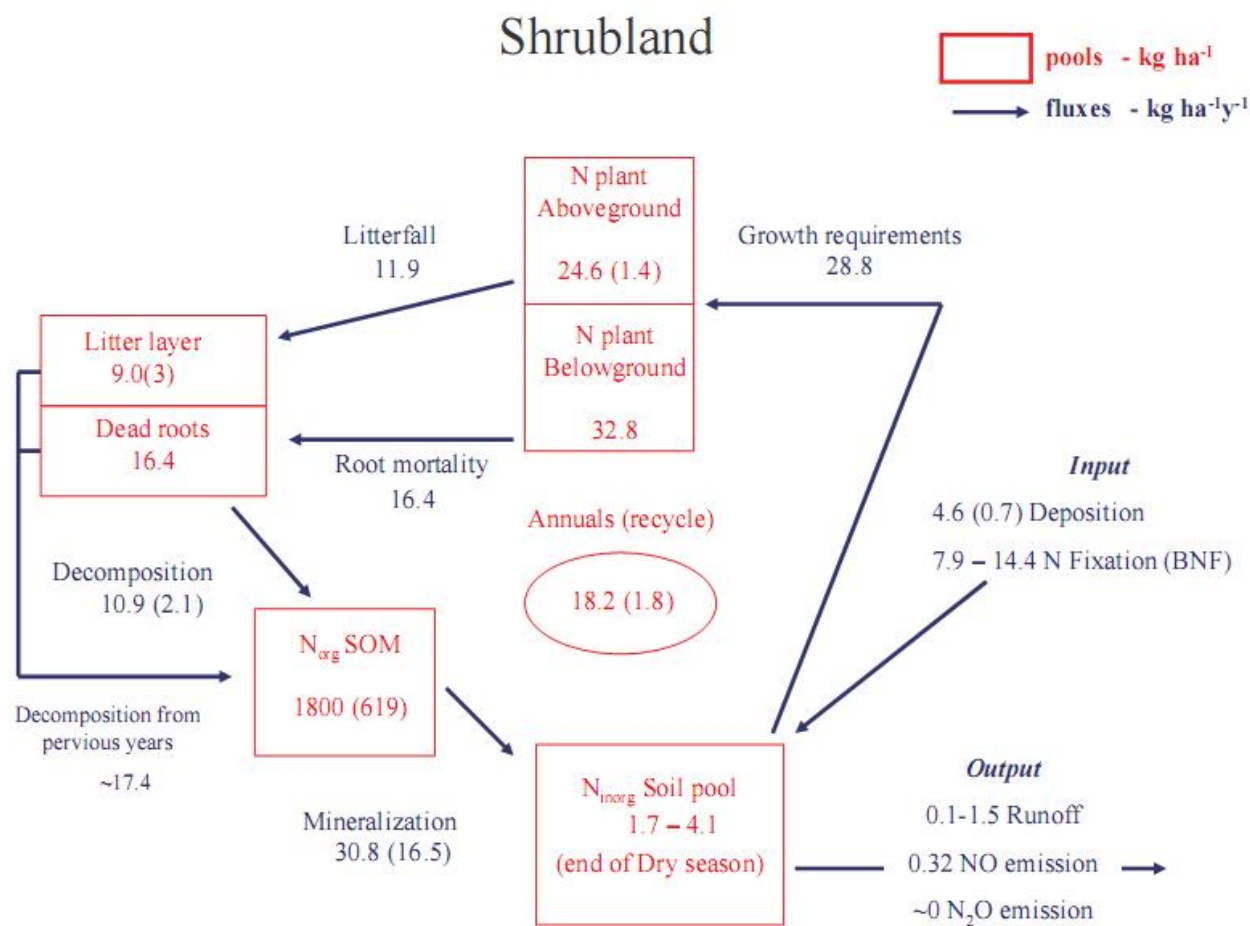 Shrubland
pools - kg ha⁻¹
fluxes - kg ha⁻¹y⁻¹
N plant
Aboveground
24.6 (1.4)
Litterfall
11.9
Growth requirements
28.8
N plant
Belowground
32.8
Litter layer
9.0(3)
Dead roots
16.4
Root mortality
16.4
Input
4.6 (0.7) Deposition
7.9 – 14.4 N Fixation (BNF)
Annuals (recycle)
18.2 (1.8)
Decomposition
10.9 (2.1)
Norg SOM
1800 (619)
Decomposition from
pervious years
~17.4
Mineralization
30.8 (16.5)
Ninorg Soil pool
1.7 – 4.1
(end of Dry season)
Output
0.1-1.5 Runoff
0.32 NO emission
~0 N₂O emission